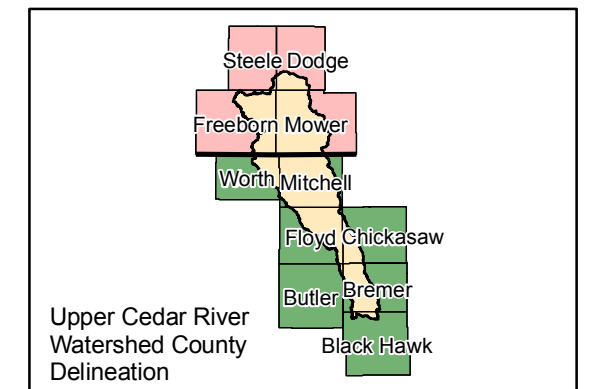 Steele Dodge
Freeborn Mower
Worth Mitchell
Floyd Chickasaw
Butler Bremer
Black Hawk
Upper Cedar River
Watershed County
Delineation